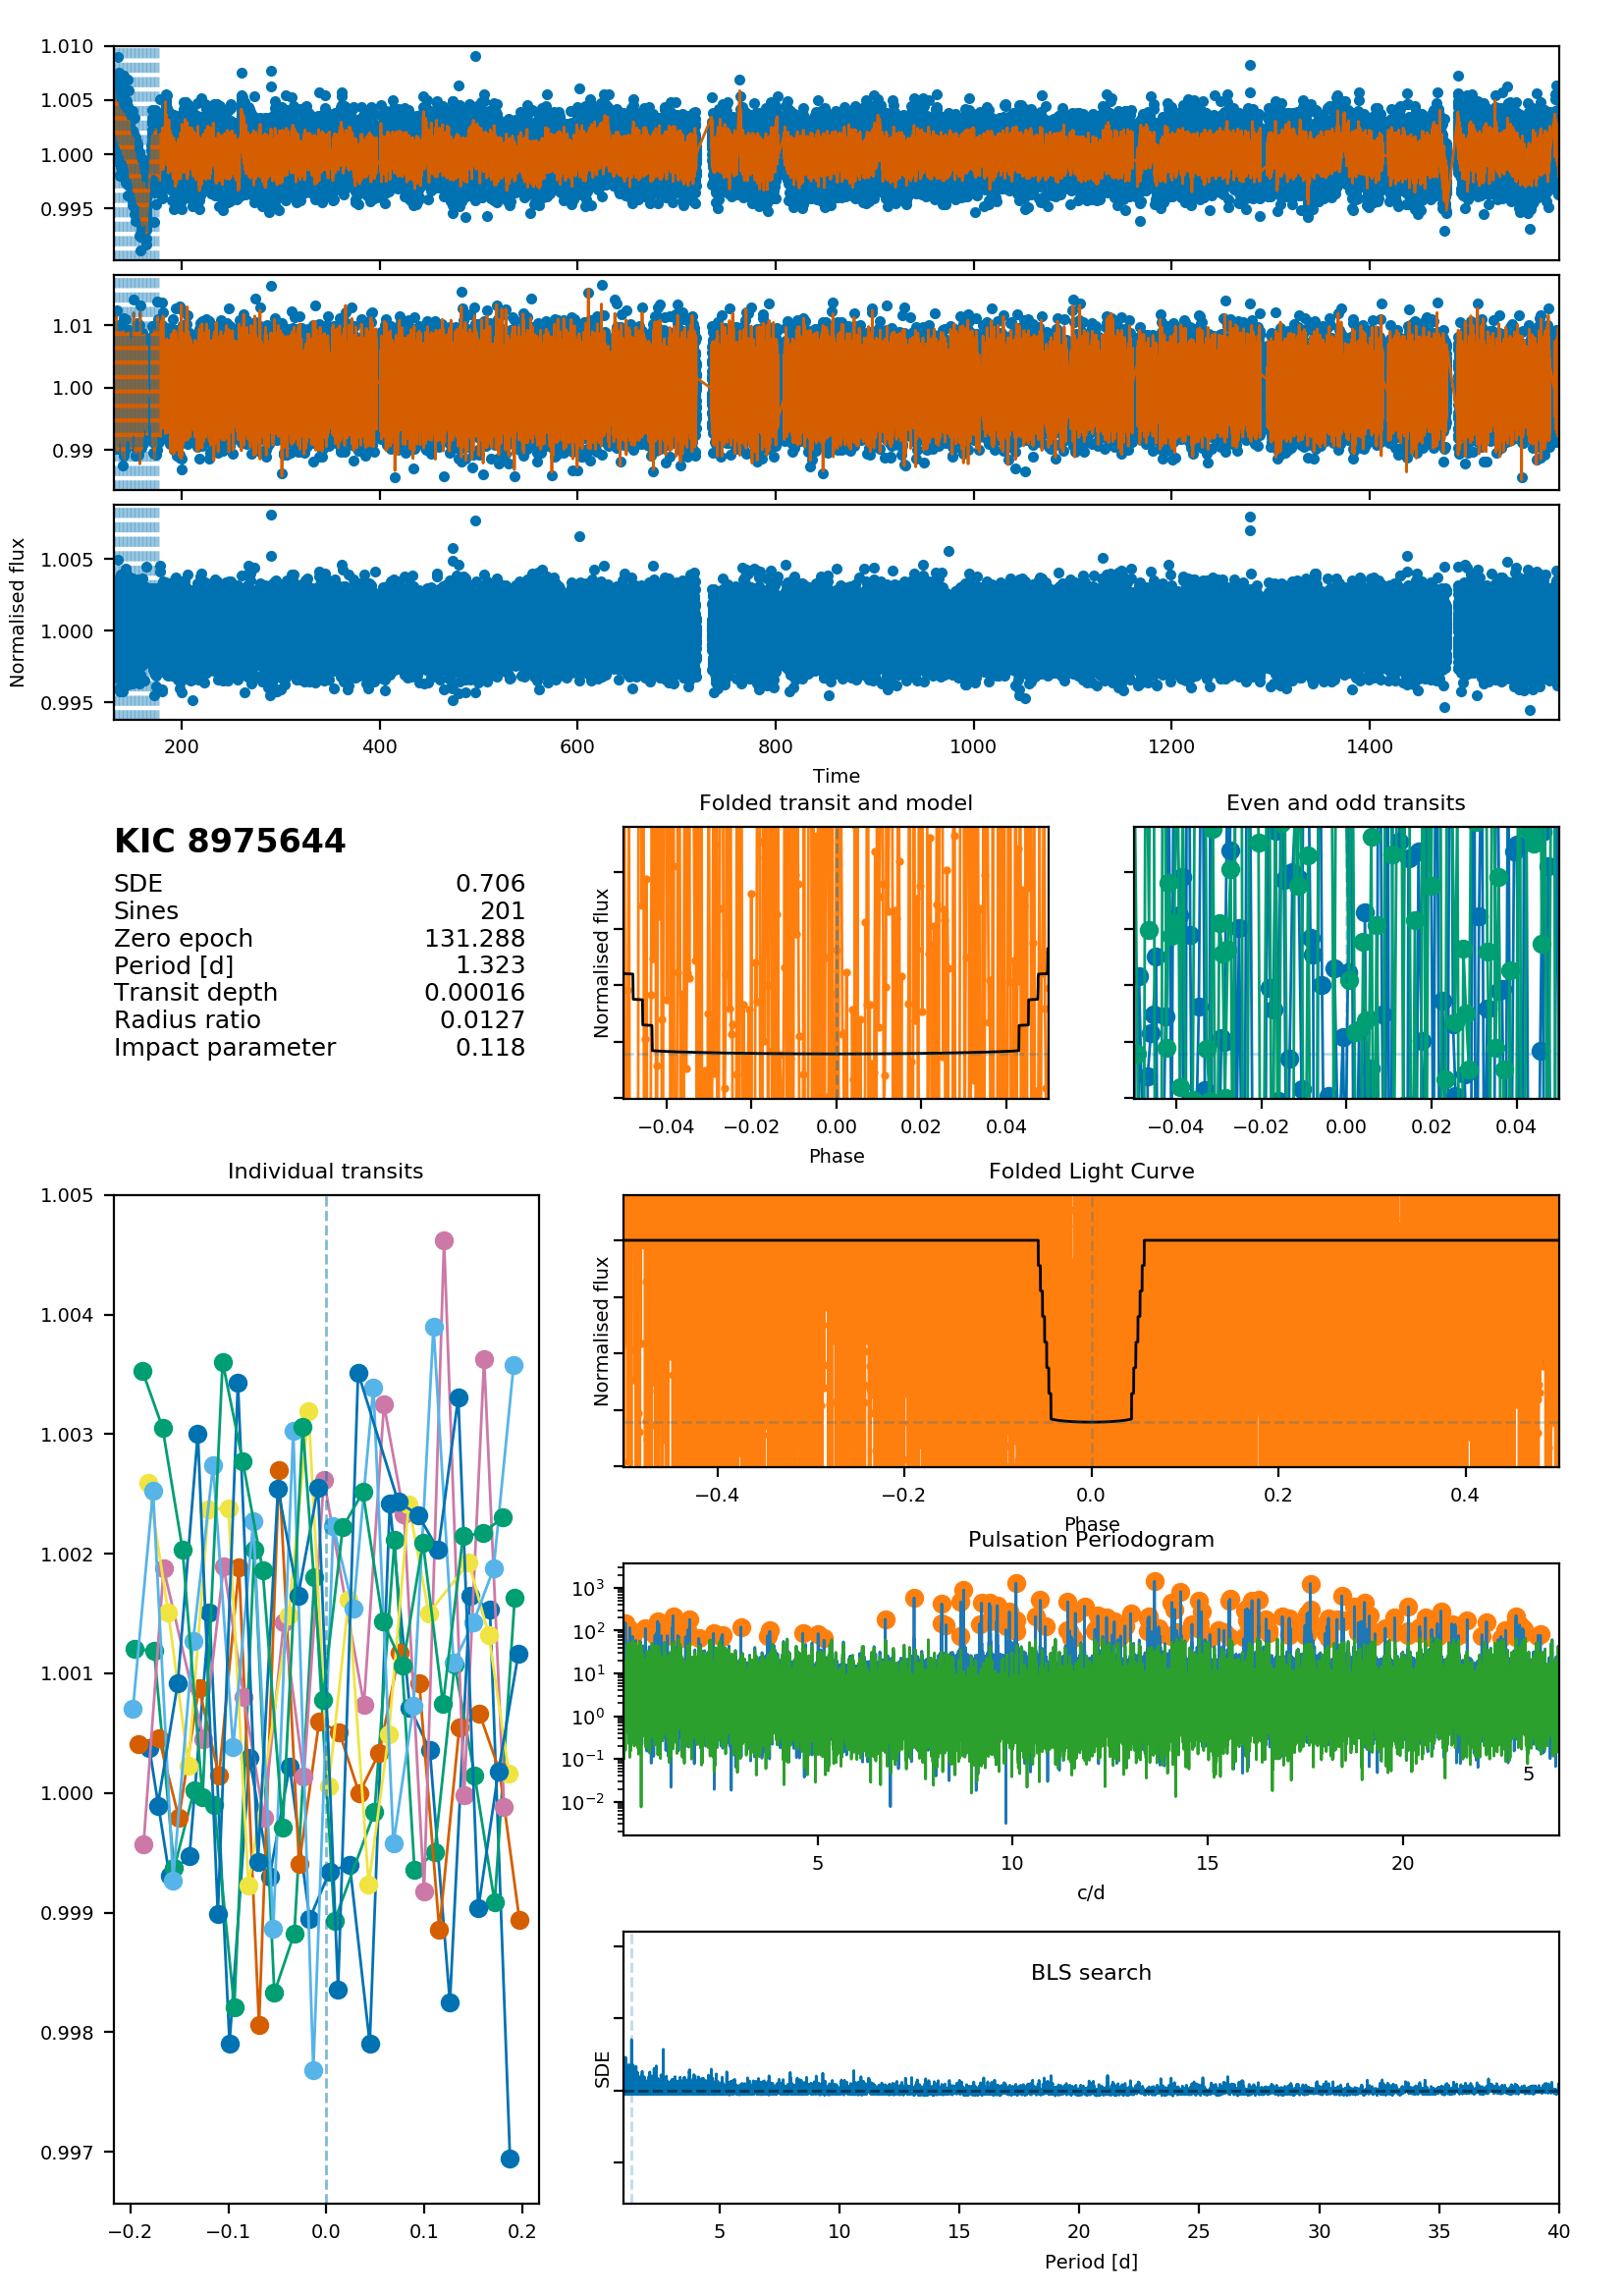 1.010
1.005
1.000
0.995
1.01
1.00
0.99
1.005
1.000
0.995
Normalised flux
200 400 600 800 1000 1200 1400
Time
KIC 8975644
SDE 0.706
Sines 201
Zero epoch 131.288
Period [d] 1.323
Transit depth 0.00016
Radius ratio 0.0127
Impact parameter 0.118
Folded transit and model
Normalised flux
−0.04 −0.02 0.00 0.02 0.04
Phase
Even and odd transits
−0.04 −0.02 0.00 0.02 0.04
Individual transits
1.005
1.004
1.003
1.002
1.001
1.000
0.999
0.998
0.997
−0.2 −0.1 0.0 0.1 0.2
Folded Light Curve
Normalised flux
−0.4 −0.2 0.0 0.2 0.4
Phase
Pulsation Periodogram
10³
10²
10¹
10⁰
10⁻¹
10⁻²
5
5 10 15 20
c/d
BLS search
SDE
5 10 15 20 25 30 35 40
Period [d]